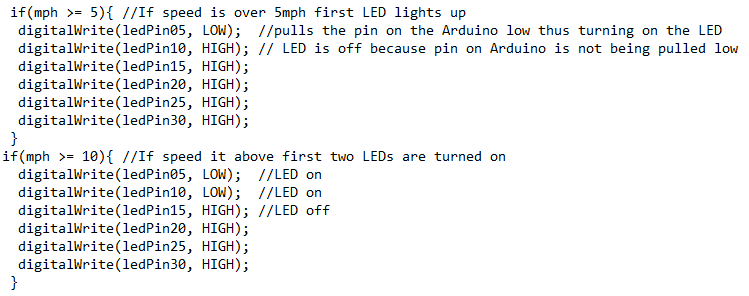 if(mph >= 5){ //If speed is over 5mph first LED lights up
digitalWrite(ledPin05, LOW);  //pulls the pin on the Arduino low thus turning on the LED
digitalWrite(ledPin10, HIGH); // LED is off because pin on Arduino is not being pulled low
digitalWrite(ledPin15, HIGH);
digitalWrite(ledPin20, HIGH);
digitalWrite(ledPin25, HIGH);
digitalWrite(ledPin30, HIGH);
}
if(mph >= 10){ //If speed it above first two LEDs are turned on
digitalWrite(ledPin05, LOW);  //LED on
digitalWrite(ledPin10, LOW);  //LED on
digitalWrite(ledPin15, HIGH); //LED off
digitalWrite(ledPin20, HIGH);
digitalWrite(ledPin25, HIGH);
digitalWrite(ledPin30, HIGH);
}